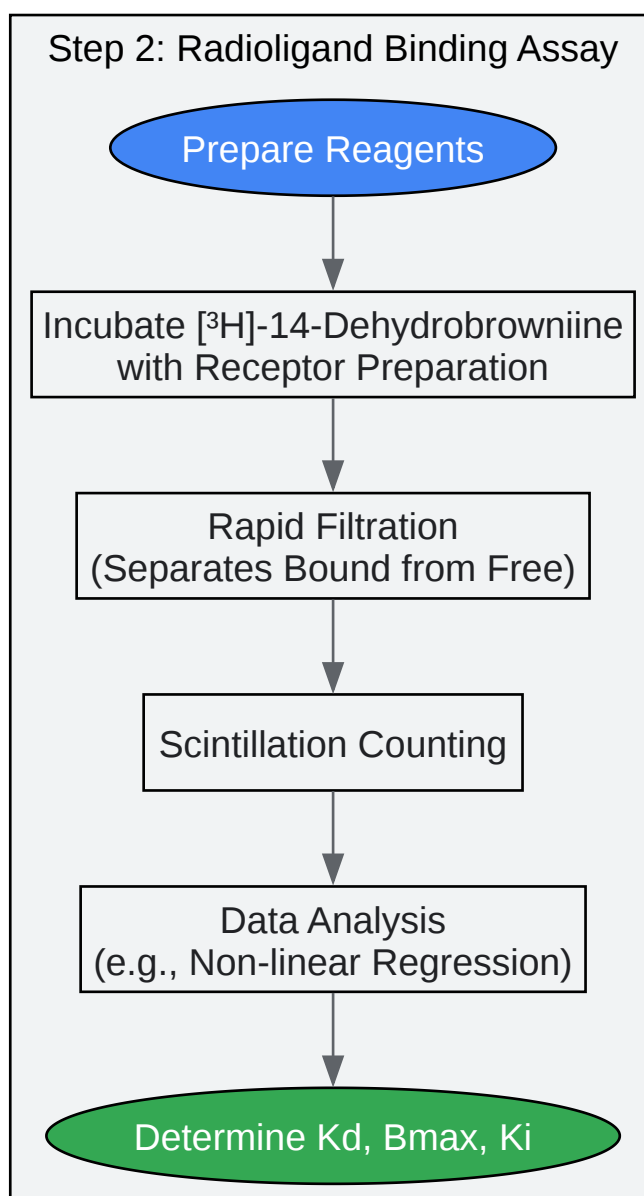 Step 2: Radioligand Binding Assay
Prepare Reagents
Incubate [³H]-14-Dehydrobrowniine
with Receptor Preparation
Rapid Filtration
(Separates Bound from Free)
Scintillation Counting
Data Analysis
(e.g., Non-linear Regression)
Determine Kd, Bmax, Ki